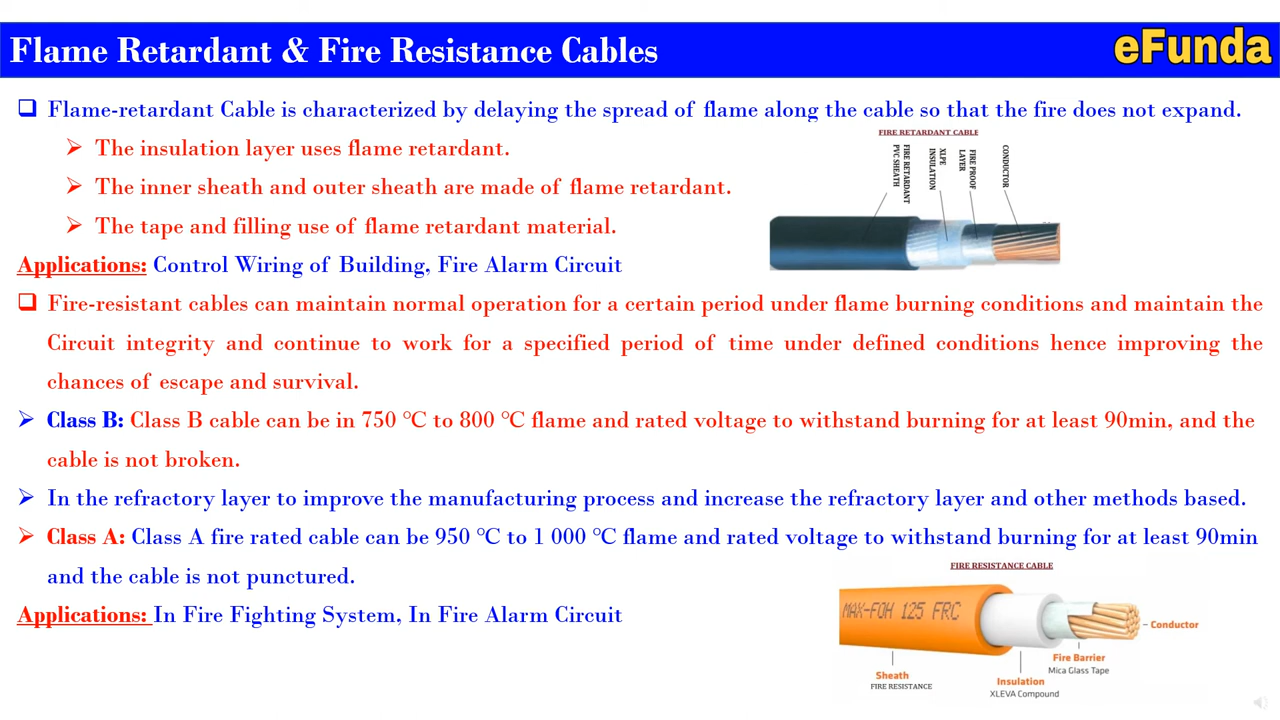 Flame Retardant & Fire Resistance Cables
eFunda
Flame-retardant Cable is characterized by delaying the spread of flame along the cable so that the fire does not expand.
The insulation layer uses flame retardant.
The inner sheath and outer sheath are made of flame retardant.
The tape and filling use of flame retardant material.
FIRE RETARDANT CABLE
FIRE RETARDANT
PVC SHEATH
XLPE
INSULATION
FIRE PROOF
LAYER
CONDUCTOR
Applications: Control Wiring of Building, Fire Alarm Circuit
Fire-resistant cables can maintain normal operation for a certain period under flame burning conditions and maintain the
Circuit integrity and continue to work for a specified period of time under defined conditions hence improving the
chances of escape and survival.
Class B: Class B cable can be in 750 ℃ to 800 ℃ flame and rated voltage to withstand burning for at least 90min, and the
cable is not broken.
In the refractory layer to improve the manufacturing process and increase the refractory layer and other methods based.
Class A: Class A fire rated cable can be 950 ℃ to 1 000 ℃ flame and rated voltage to withstand burning for at least 90min
and the cable is not punctured.
Applications: In Fire Fighting System, In Fire Alarm Circuit
FIRE RESISTANCE CABLE
MAX-FOH 125 FRC
Conductor
Fire Barrier
Mica Glass Tape
Sheath
FIRE RESISTANCE
Insulation
XLEVA Compound